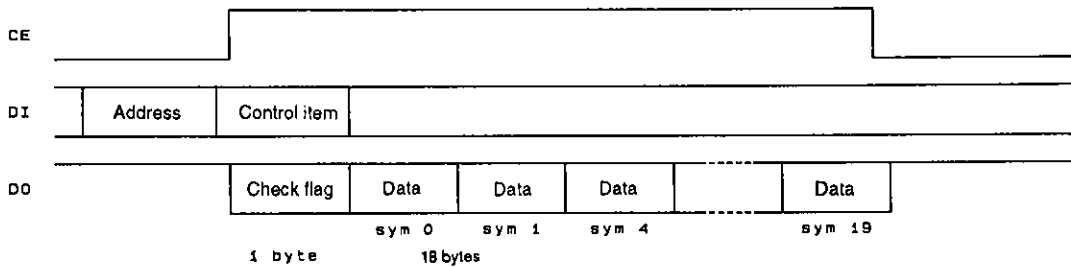 CE
DI Address Control item
DO Check flag Data Data Data Data
sym 0 sym 1 sym 4 sym 19
1 byte 18 bytes